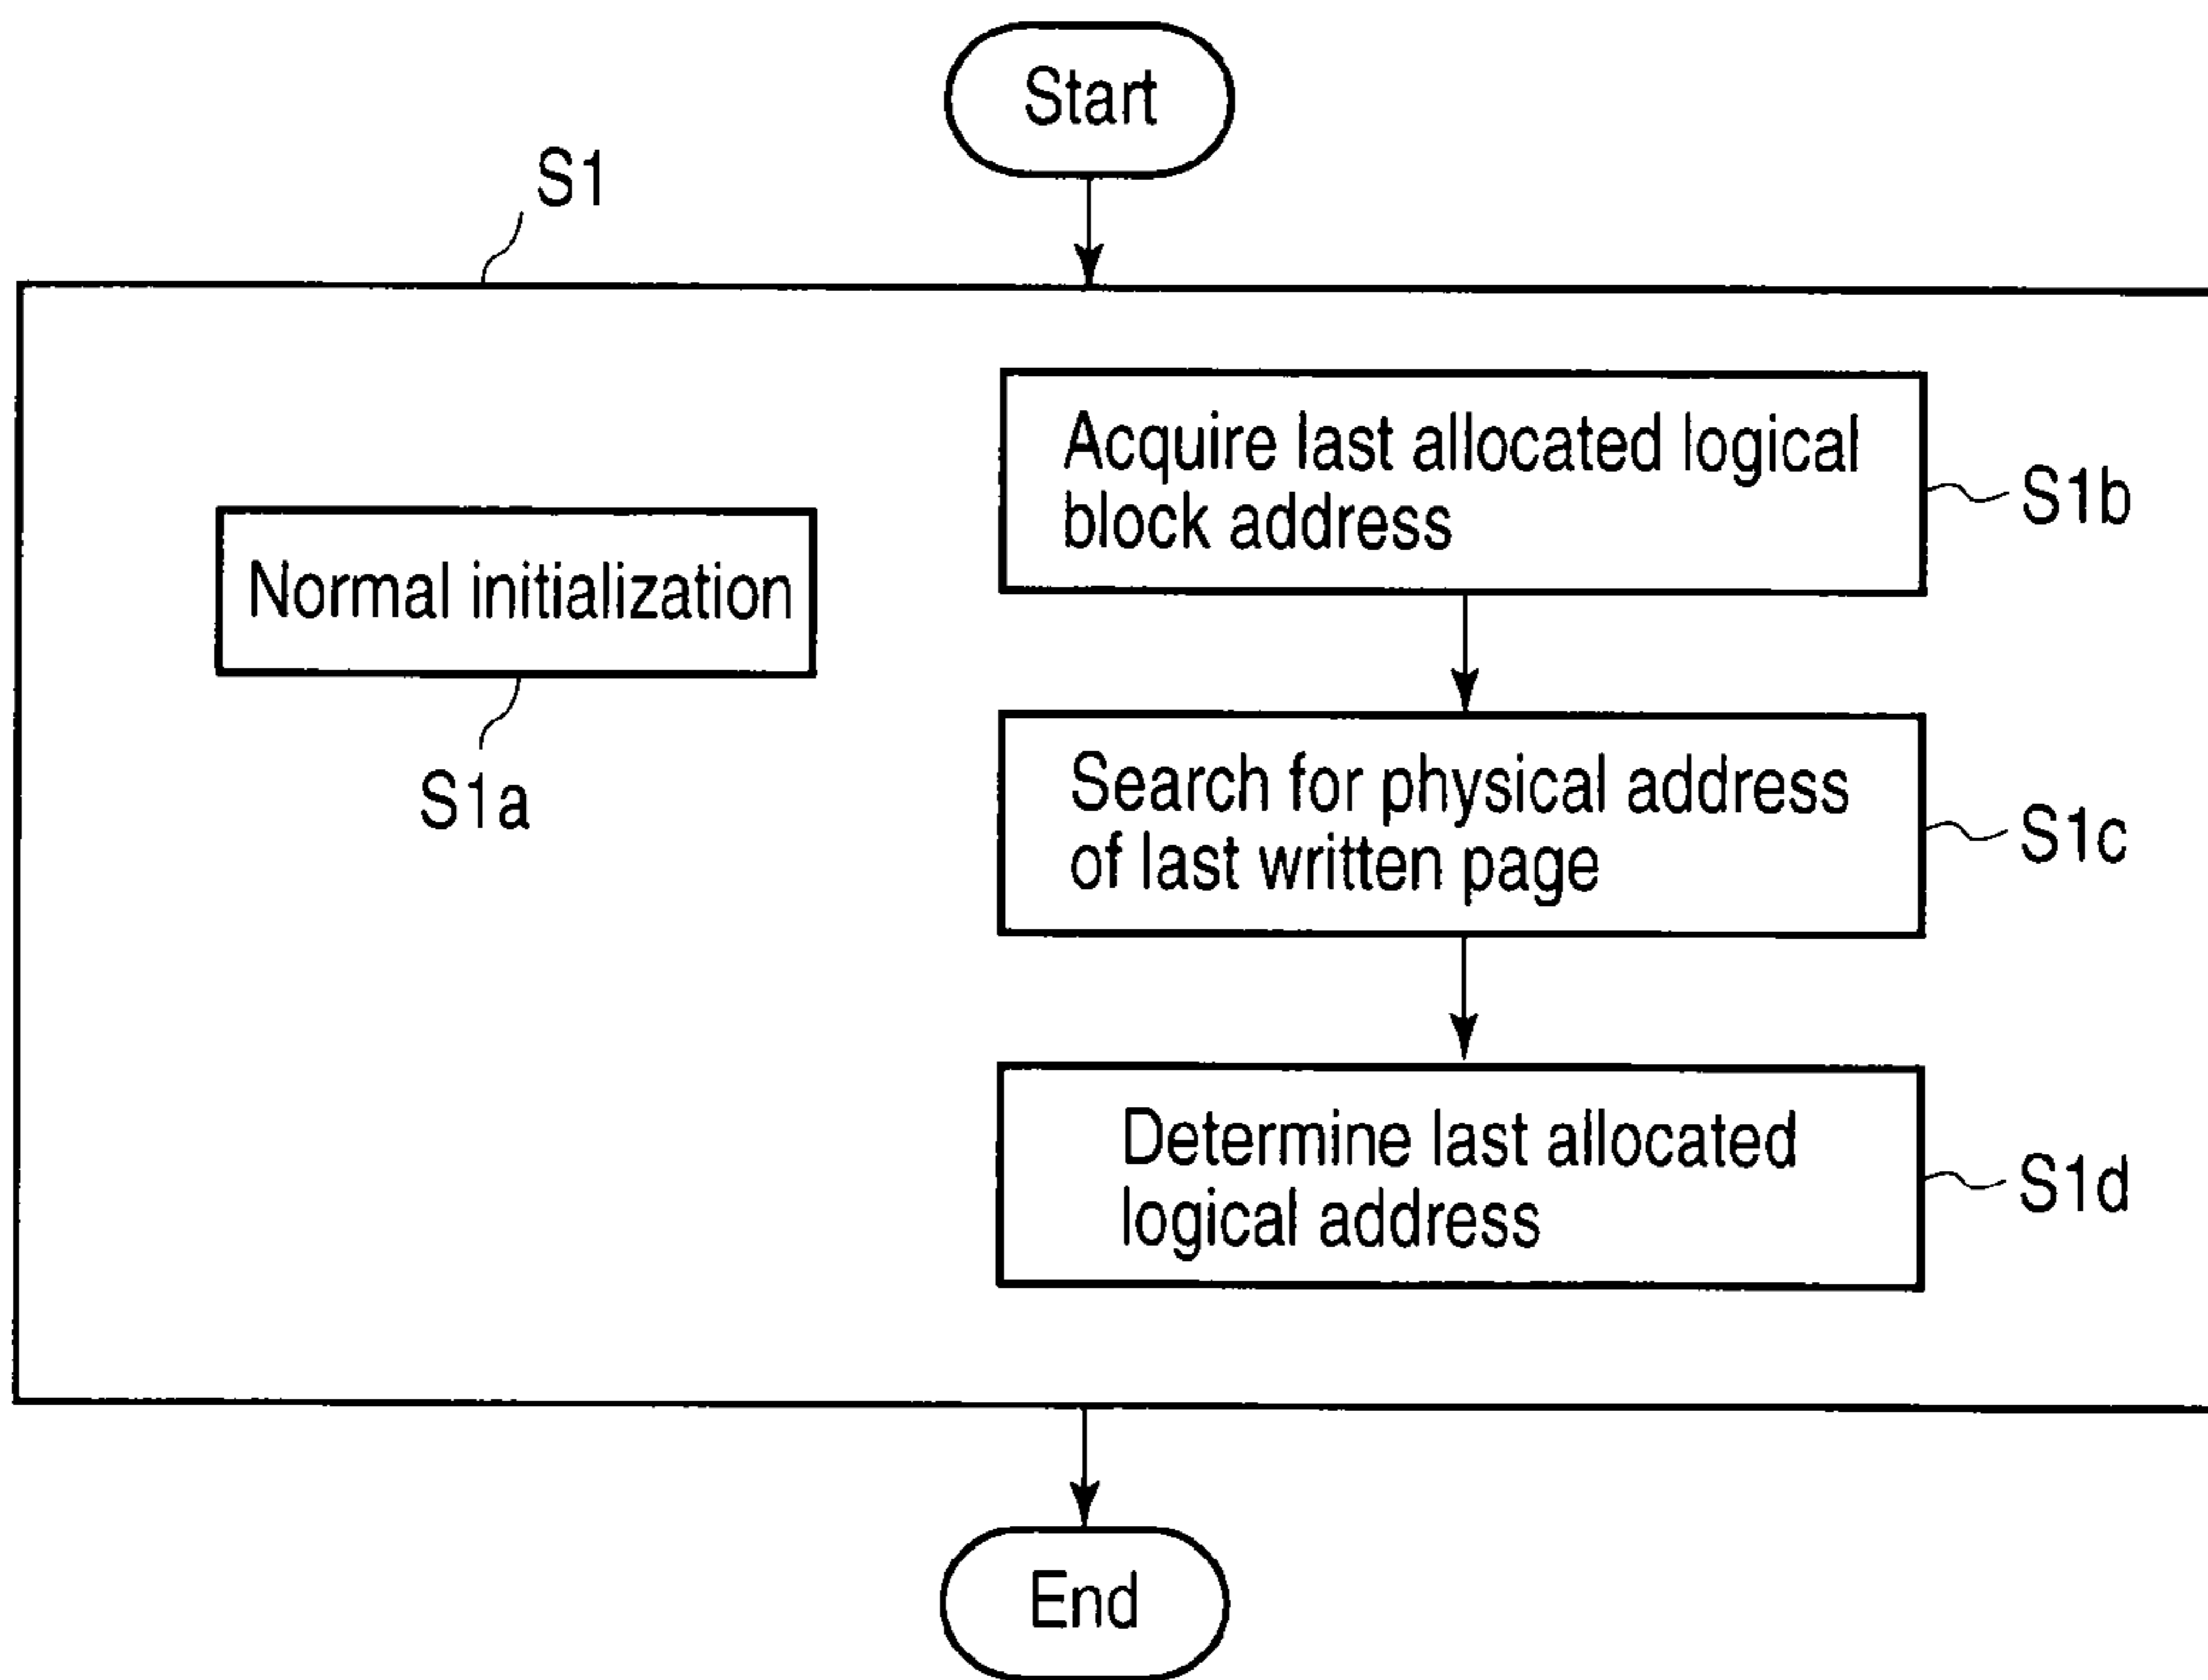 Start
S1
Acquire last allocated logical
block address
S1b
Normal initialization
S1a
Search for physical address
of last written page
S1c
Determine last allocated
logical address
S1d
End